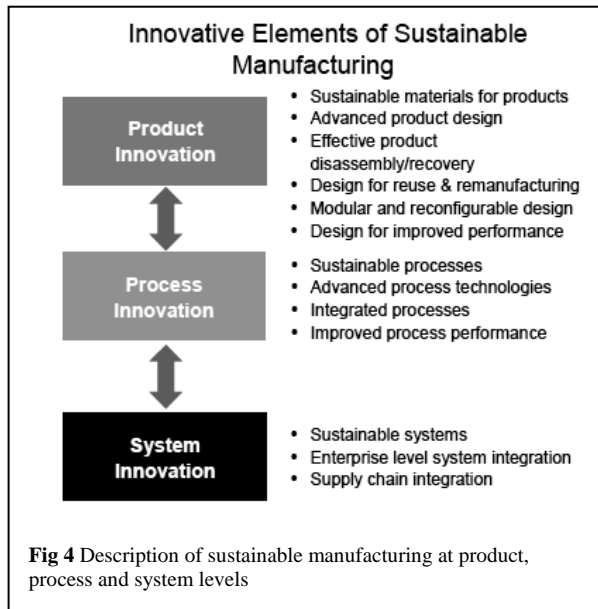 Innovative Elements of Sustainable
Manufacturing
Product
Innovation
• Sustainable materials for products
• Advanced product design
• Effective product
disassembly/recovery
• Design for reuse & remanufacturing
• Modular and reconfigurable design
• Design for improved performance
Process
Innovation
• Sustainable processes
• Advanced process technologies
• Integrated processes
• Improved process performance
System
Innovation
• Sustainable systems
• Enterprise level system integration
• Supply chain integration
Fig 4 Description of sustainable manufacturing at product,
process and system levels